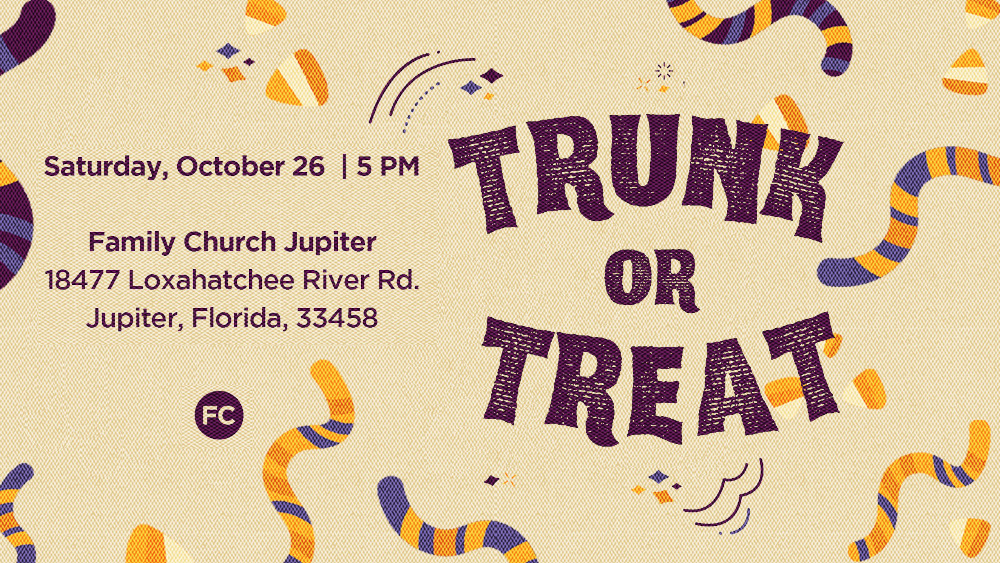 Saturday, October 26 | 5 PM
Family Church Jupiter
18477 Loxahatchee River Rd.
Jupiter, Florida, 33458
FC
TRUNK
OR
TREAT